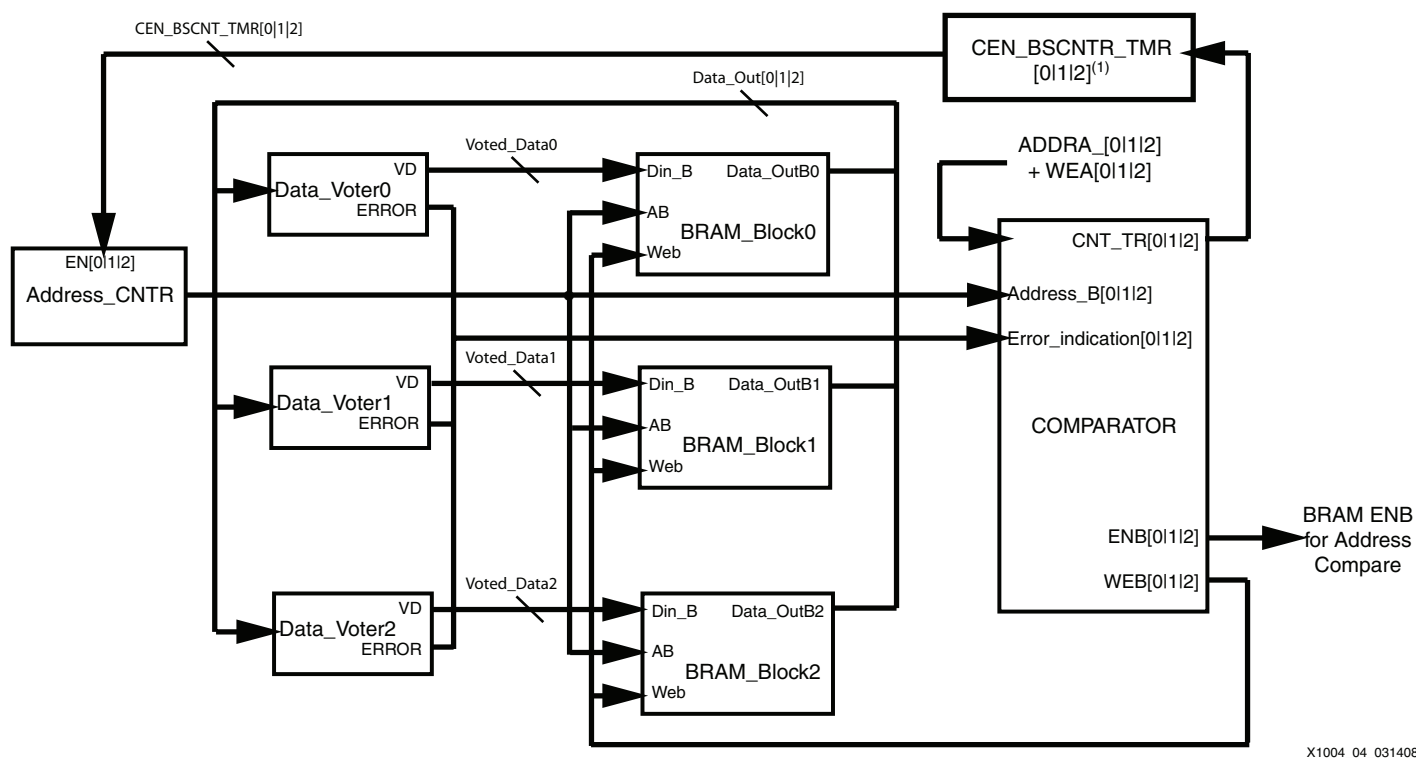 CEN_BSCNT_TMR[0|1|2]
CEN_BSCNTR_TMR
[0|1|2](1)
Data_Out[0|1|2]
ADDRA_[0|1|2]
+ WEA[0|1|2]
Voted_Data0
VD
Data_Voter0
ERROR
Din_B
Data_OutB0
AB
BRAM_Block0
Web
EN[0|1|2]
Address_CNTR
CNT_TR[0|1|2]
Address_B[0|1|2]
Error_indication[0|1|2]
COMPARATOR
ENB[0|1|2]
WEB[0|1|2]
BRAM ENB
for Address
Compare
Voted_Data1
VD
Data_Voter1
ERROR
Din_B
Data_OutB1
AB
BRAM_Block1
Web
Voted_Data2
VD
Data_Voter2
ERROR
Din_B
Data_OutB2
AB
BRAM_Block2
Web
X1004_04_031408